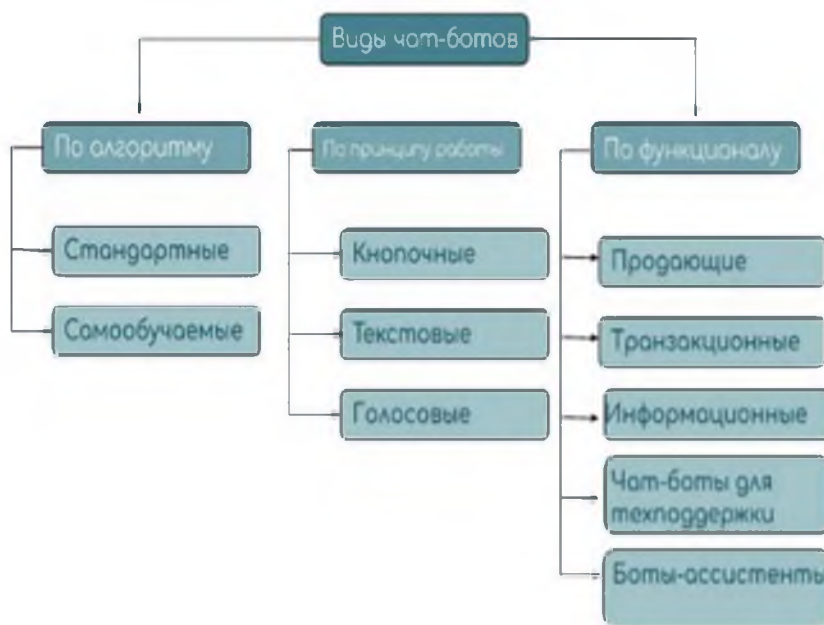 Виды чат-ботов
По алгоритму
Стандартные
Самообучаемые
По принципу работы
Кнопочные
Текстовые
Голосовые
По функционалу
Продающие
Транзакционные
Информационные
Чат-боты для
техподдержки
Боты-ассистенты